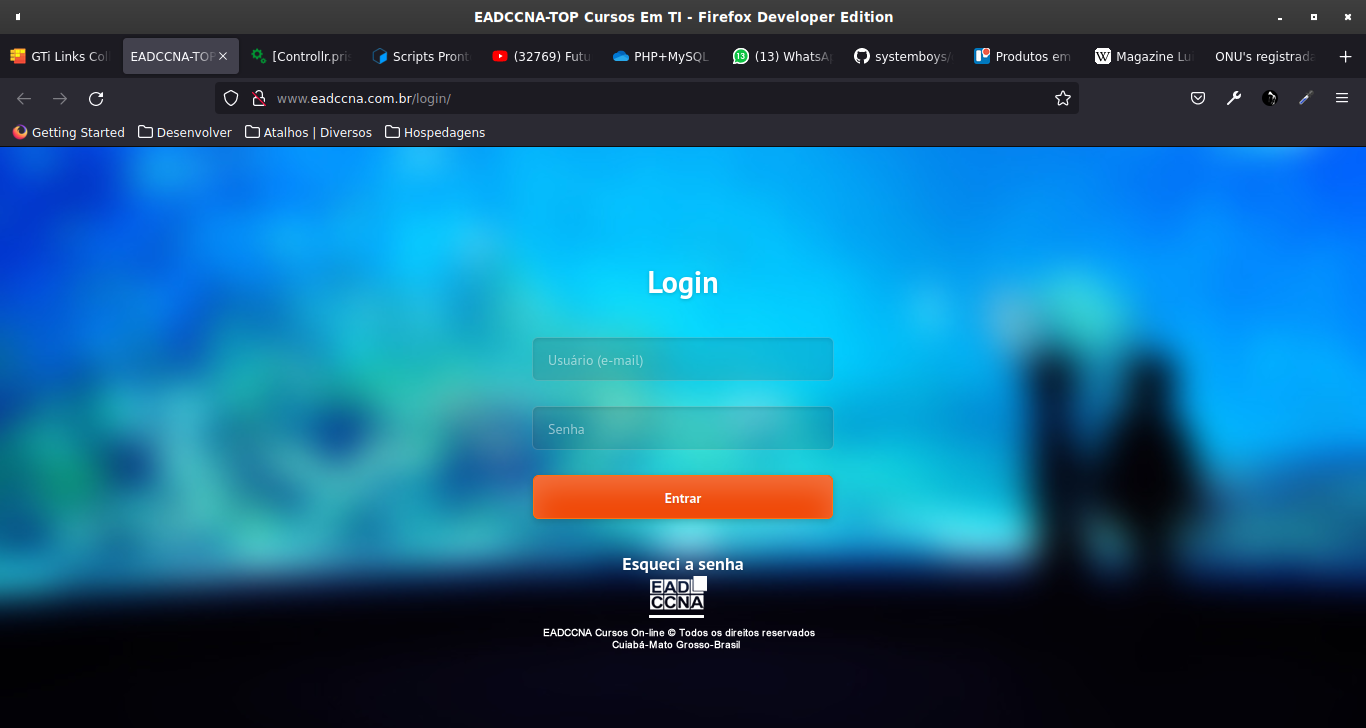 EADCCNA-TOP Cursos Em TI - Firefox Developer Edition
GTi Links Col
EADCCNA-TOP
[Controllr.pris
Scripts Pront
(32769) Futu
PHP+MySQL
13
(13) WhatsA
systemboys/
Produtos em
W
Magazine Lu
ONU's registrada
www.eadccna.com.br/login/
Getting Started
Desenvolver
Atalhos | Diversos
Hospedagens
Login
Usuário (e-mail)
Senha
Entrar
Esqueci a senha
EAD
CCNA
EADCCNA Cursos On-line © Todos os direitos reservados
Cuiabá-Mato Grosso-Brasil